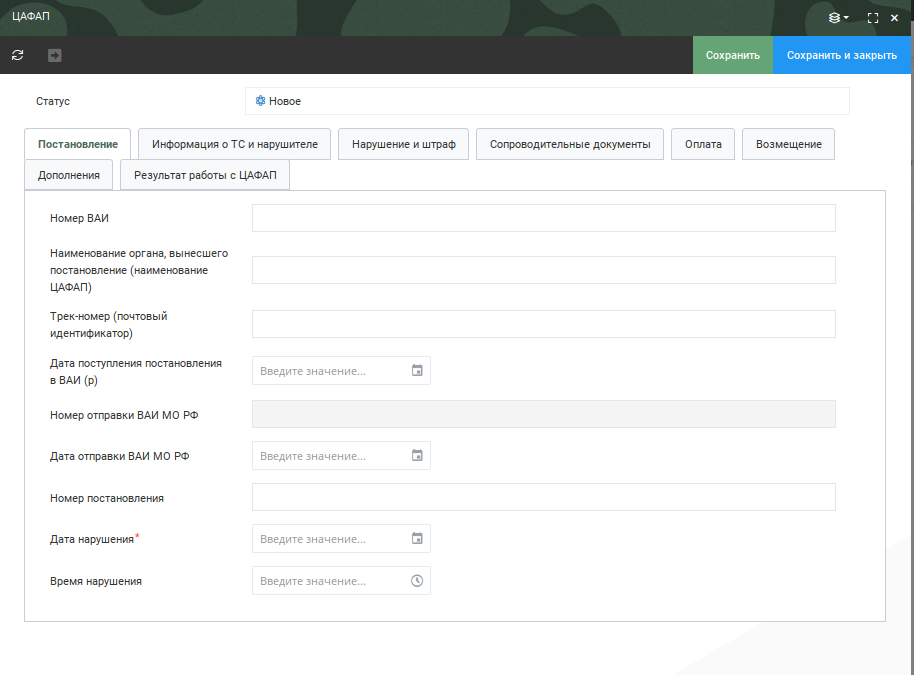 ЦАФАП
Сохранить
Сохранить и закрыть
Статус
Новое
Постановление
Информация о ТС и нарушителе
Нарушение и штраф
Сопроводительные документы
Оплата
Возмещение
Дополнения
Результат работы с ЦАФАП
Номер ВАИ
Наименование органа, вынесшего
постановление (наименование
ЦАФАП)
Трек-номер (почтовый
идентификатор)
Дата поступления постановления
в ВАИ (р)
Введите значение...
Номер отправки ВАИ МО РФ
Дата отправки ВАИ МО РФ
Введите значение...
Номер постановления
Дата нарушения*
Введите значение...
Время нарушения
Введите значение...